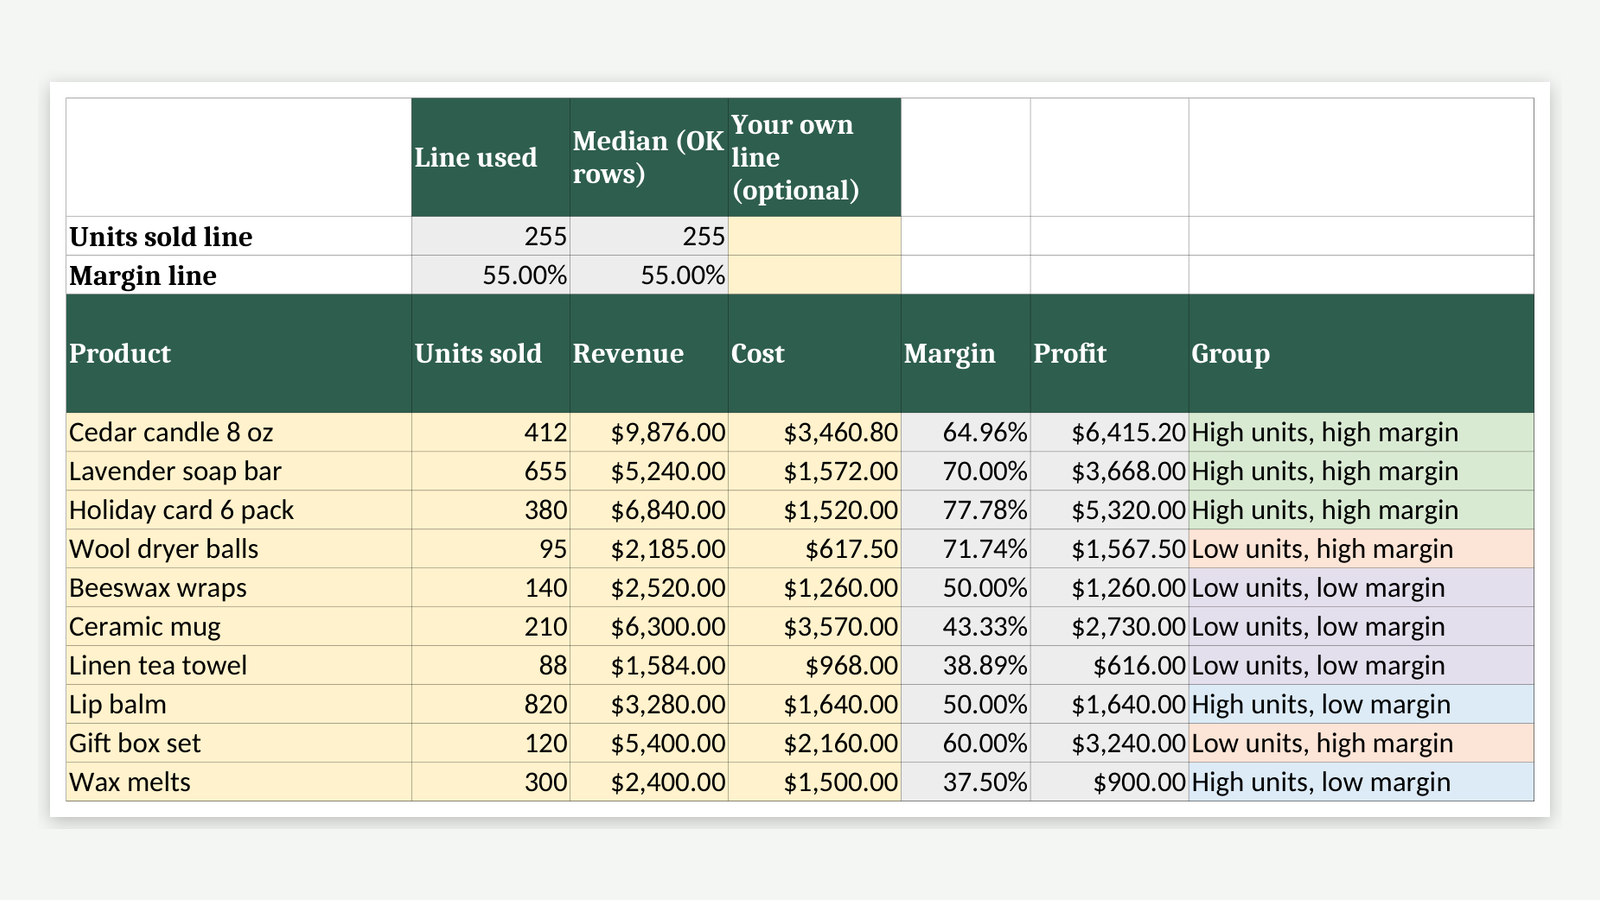 Line used Median (OK rows) Your own line (optional)
Units sold line 255 255
Margin line 55.00% 55.00%
Product Units sold Revenue Cost Margin Profit Group
Cedar candle 8 oz 412 $9,876.00 $3,460.80 64.96% $6,415.20 High units, high margin
Lavender soap bar 655 $5,240.00 $1,572.00 70.00% $3,668.00 High units, high margin
Holiday card 6 pack 380 $6,840.00 $1,520.00 77.78% $5,320.00 High units, high margin
Wool dryer balls 95 $2,185.00 $617.50 71.74% $1,567.50 Low units, high margin
Beeswax wraps 140 $2,520.00 $1,260.00 50.00% $1,260.00 Low units, low margin
Ceramic mug 210 $6,300.00 $3,570.00 43.33% $2,730.00 Low units, low margin
Linen tea towel 88 $1,584.00 $968.00 38.89% $616.00 Low units, low margin
Lip balm 820 $3,280.00 $1,640.00 50.00% $1,640.00 High units, low margin
Gift box set 120 $5,400.00 $2,160.00 60.00% $3,240.00 Low units, high margin
Wax melts 300 $2,400.00 $1,500.00 37.50% $900.00 High units, low margin